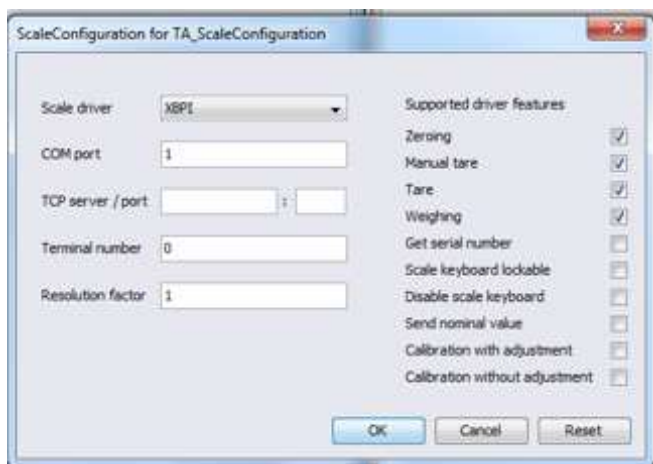 ScaleConfiguration for TA_ScaleConfiguration
Scale driver
XBPI
COM port
1
TCP server / port
:
Terminal number
0
Resolution factor
1
Supported driver features
Zeroing
Manual tare
Tare
Weighing
Get serial number
Scale keyboard lockable
Disable scale keyboard
Send nominal value
Calibration with adjustment
Calibration without adjustment
OK
Cancel
Reset